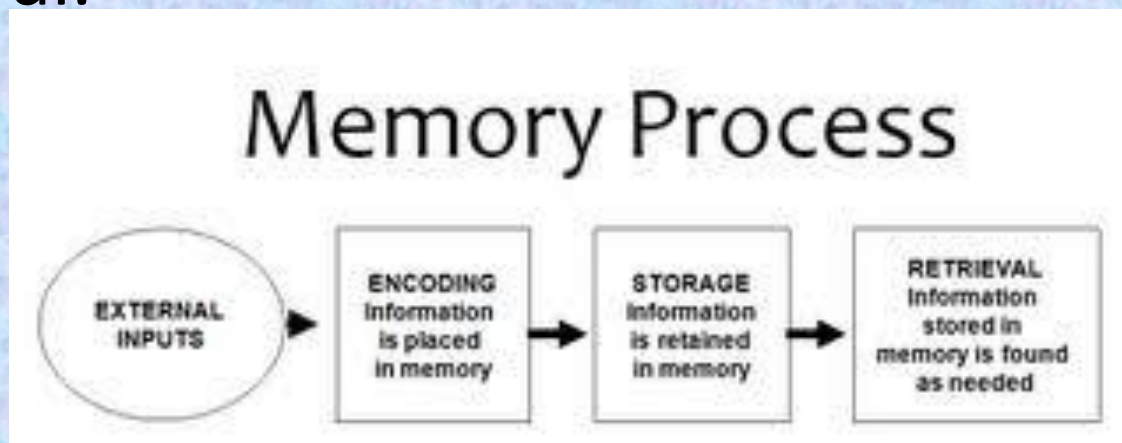 Memory Process
EXTERNAL
INPUTS
ENCODING
Information
is placed
in memory
STORAGE
Information
is retained
in memory
RETRIEVAL
Information
stored in
memory is found
as needed